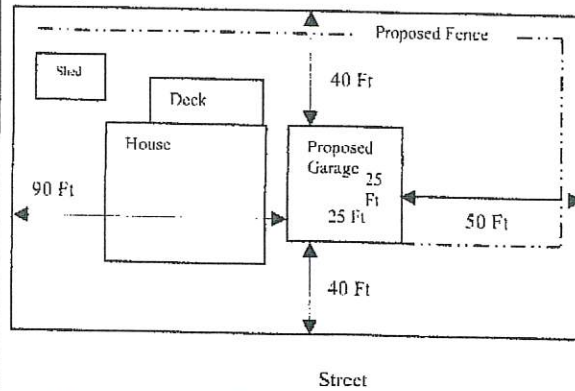 Proposed Fence
Shed
40 Ft
Deck
House
Proposed
Garage
25
Ft
25 Ft
90 Ft
50 Ft
40 Ft
Street